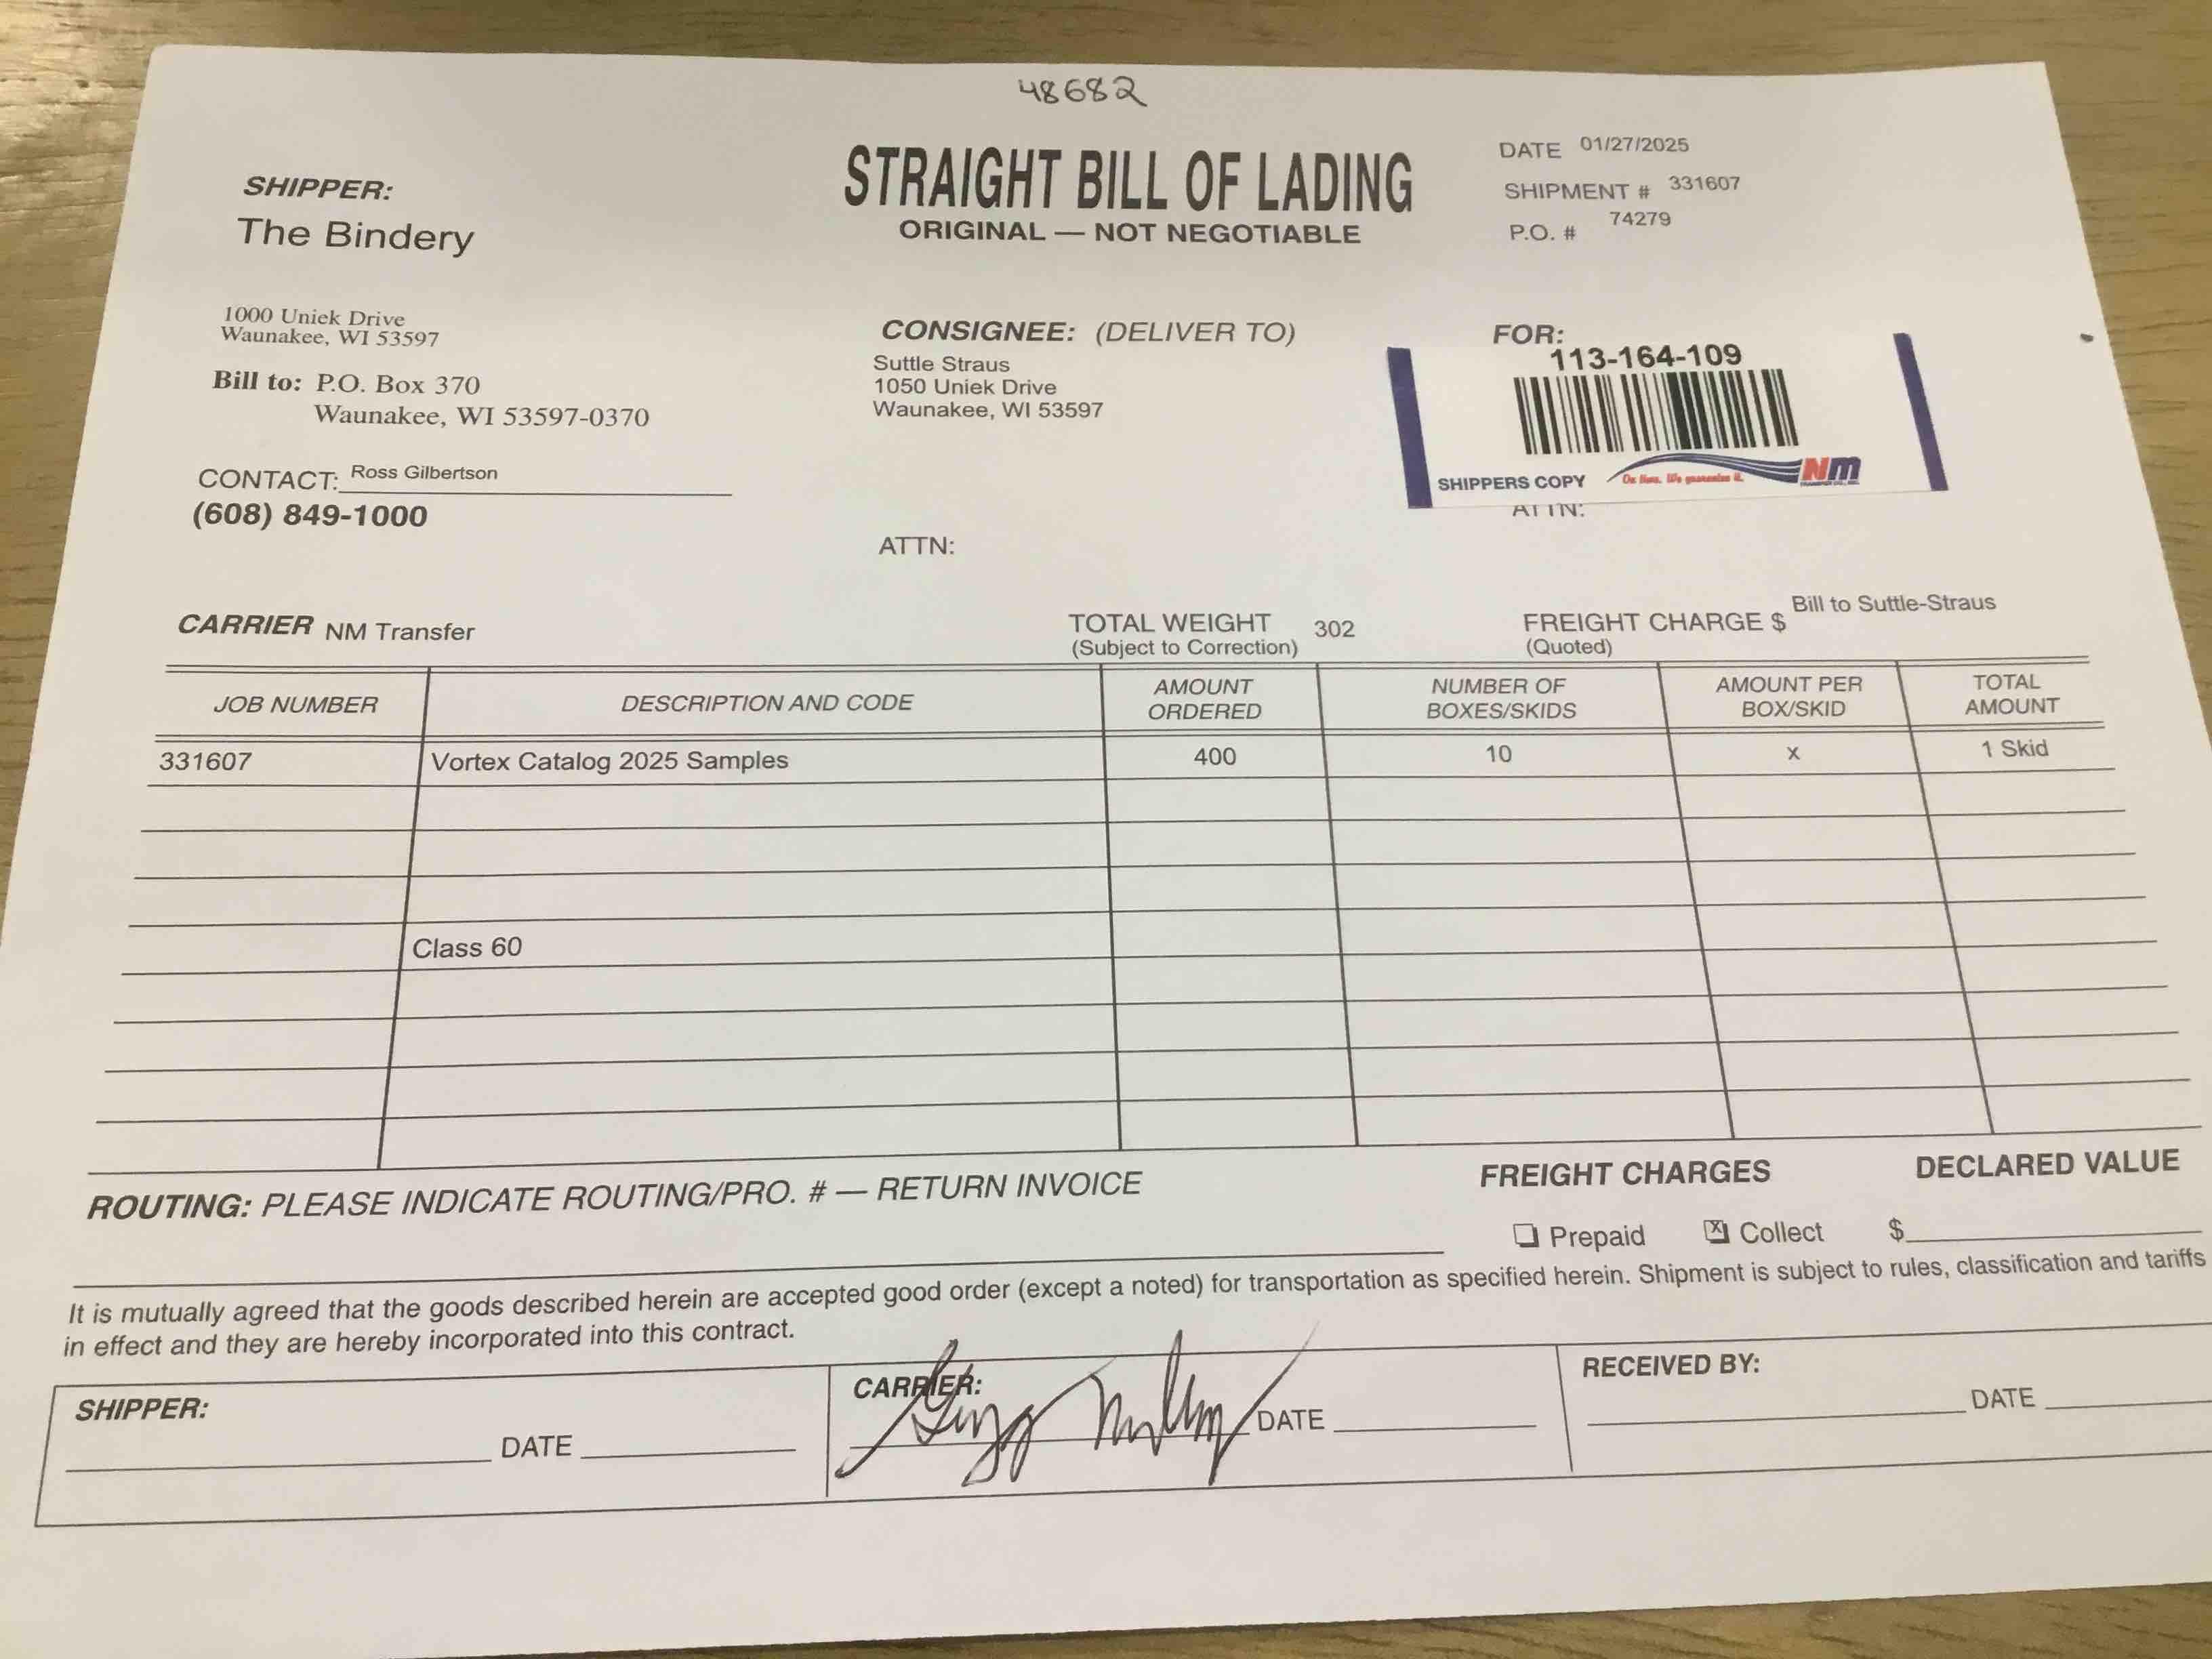 48682
STRAIGHT BILL OF LADING
ORIGINAL — NOT NEGOTIABLE
DATE 01/27/2025
SHIPMENT # 331607
P.O. # 74279
SHIPPER:
The Bindery
1000 Uniek Drive
Waunakee, WI 53597
Bill to: P.O. Box 370
Waunakee, WI 53597-0370
CONTACT: Ross Gilbertson
(608) 849-1000
CONSIGNEE: (DELIVER TO)
Suttle Straus
1050 Uniek Drive
Waunakee, WI 53597
ATTN:
FOR:
113-164-109
SHIPPERS COPY On time. We guarantee it. Nm
ATTN:
CARRIER NM Transfer
TOTAL WEIGHT 302
(Subject to Correction)
FREIGHT CHARGE $ Bill to Suttle-Straus
(Quoted)
JOB NUMBER DESCRIPTION AND CODE AMOUNT ORDERED NUMBER OF BOXES/SKIDS AMOUNT PER BOX/SKID TOTAL AMOUNT
331607 Vortex Catalog 2025 Samples 400 10 x 1 Skid
Class 60
ROUTING: PLEASE INDICATE ROUTING/PRO. # — RETURN INVOICE
FREIGHT CHARGES DECLARED VALUE
Prepaid x Collect $
It is mutually agreed that the goods described herein are accepted good order (except a noted) for transportation as specified herein. Shipment is subject to rules, classification and tariffs
in effect and they are hereby incorporated into this contract.
SHIPPER:
DATE
CARRIER:
DATE
RECEIVED BY:
DATE